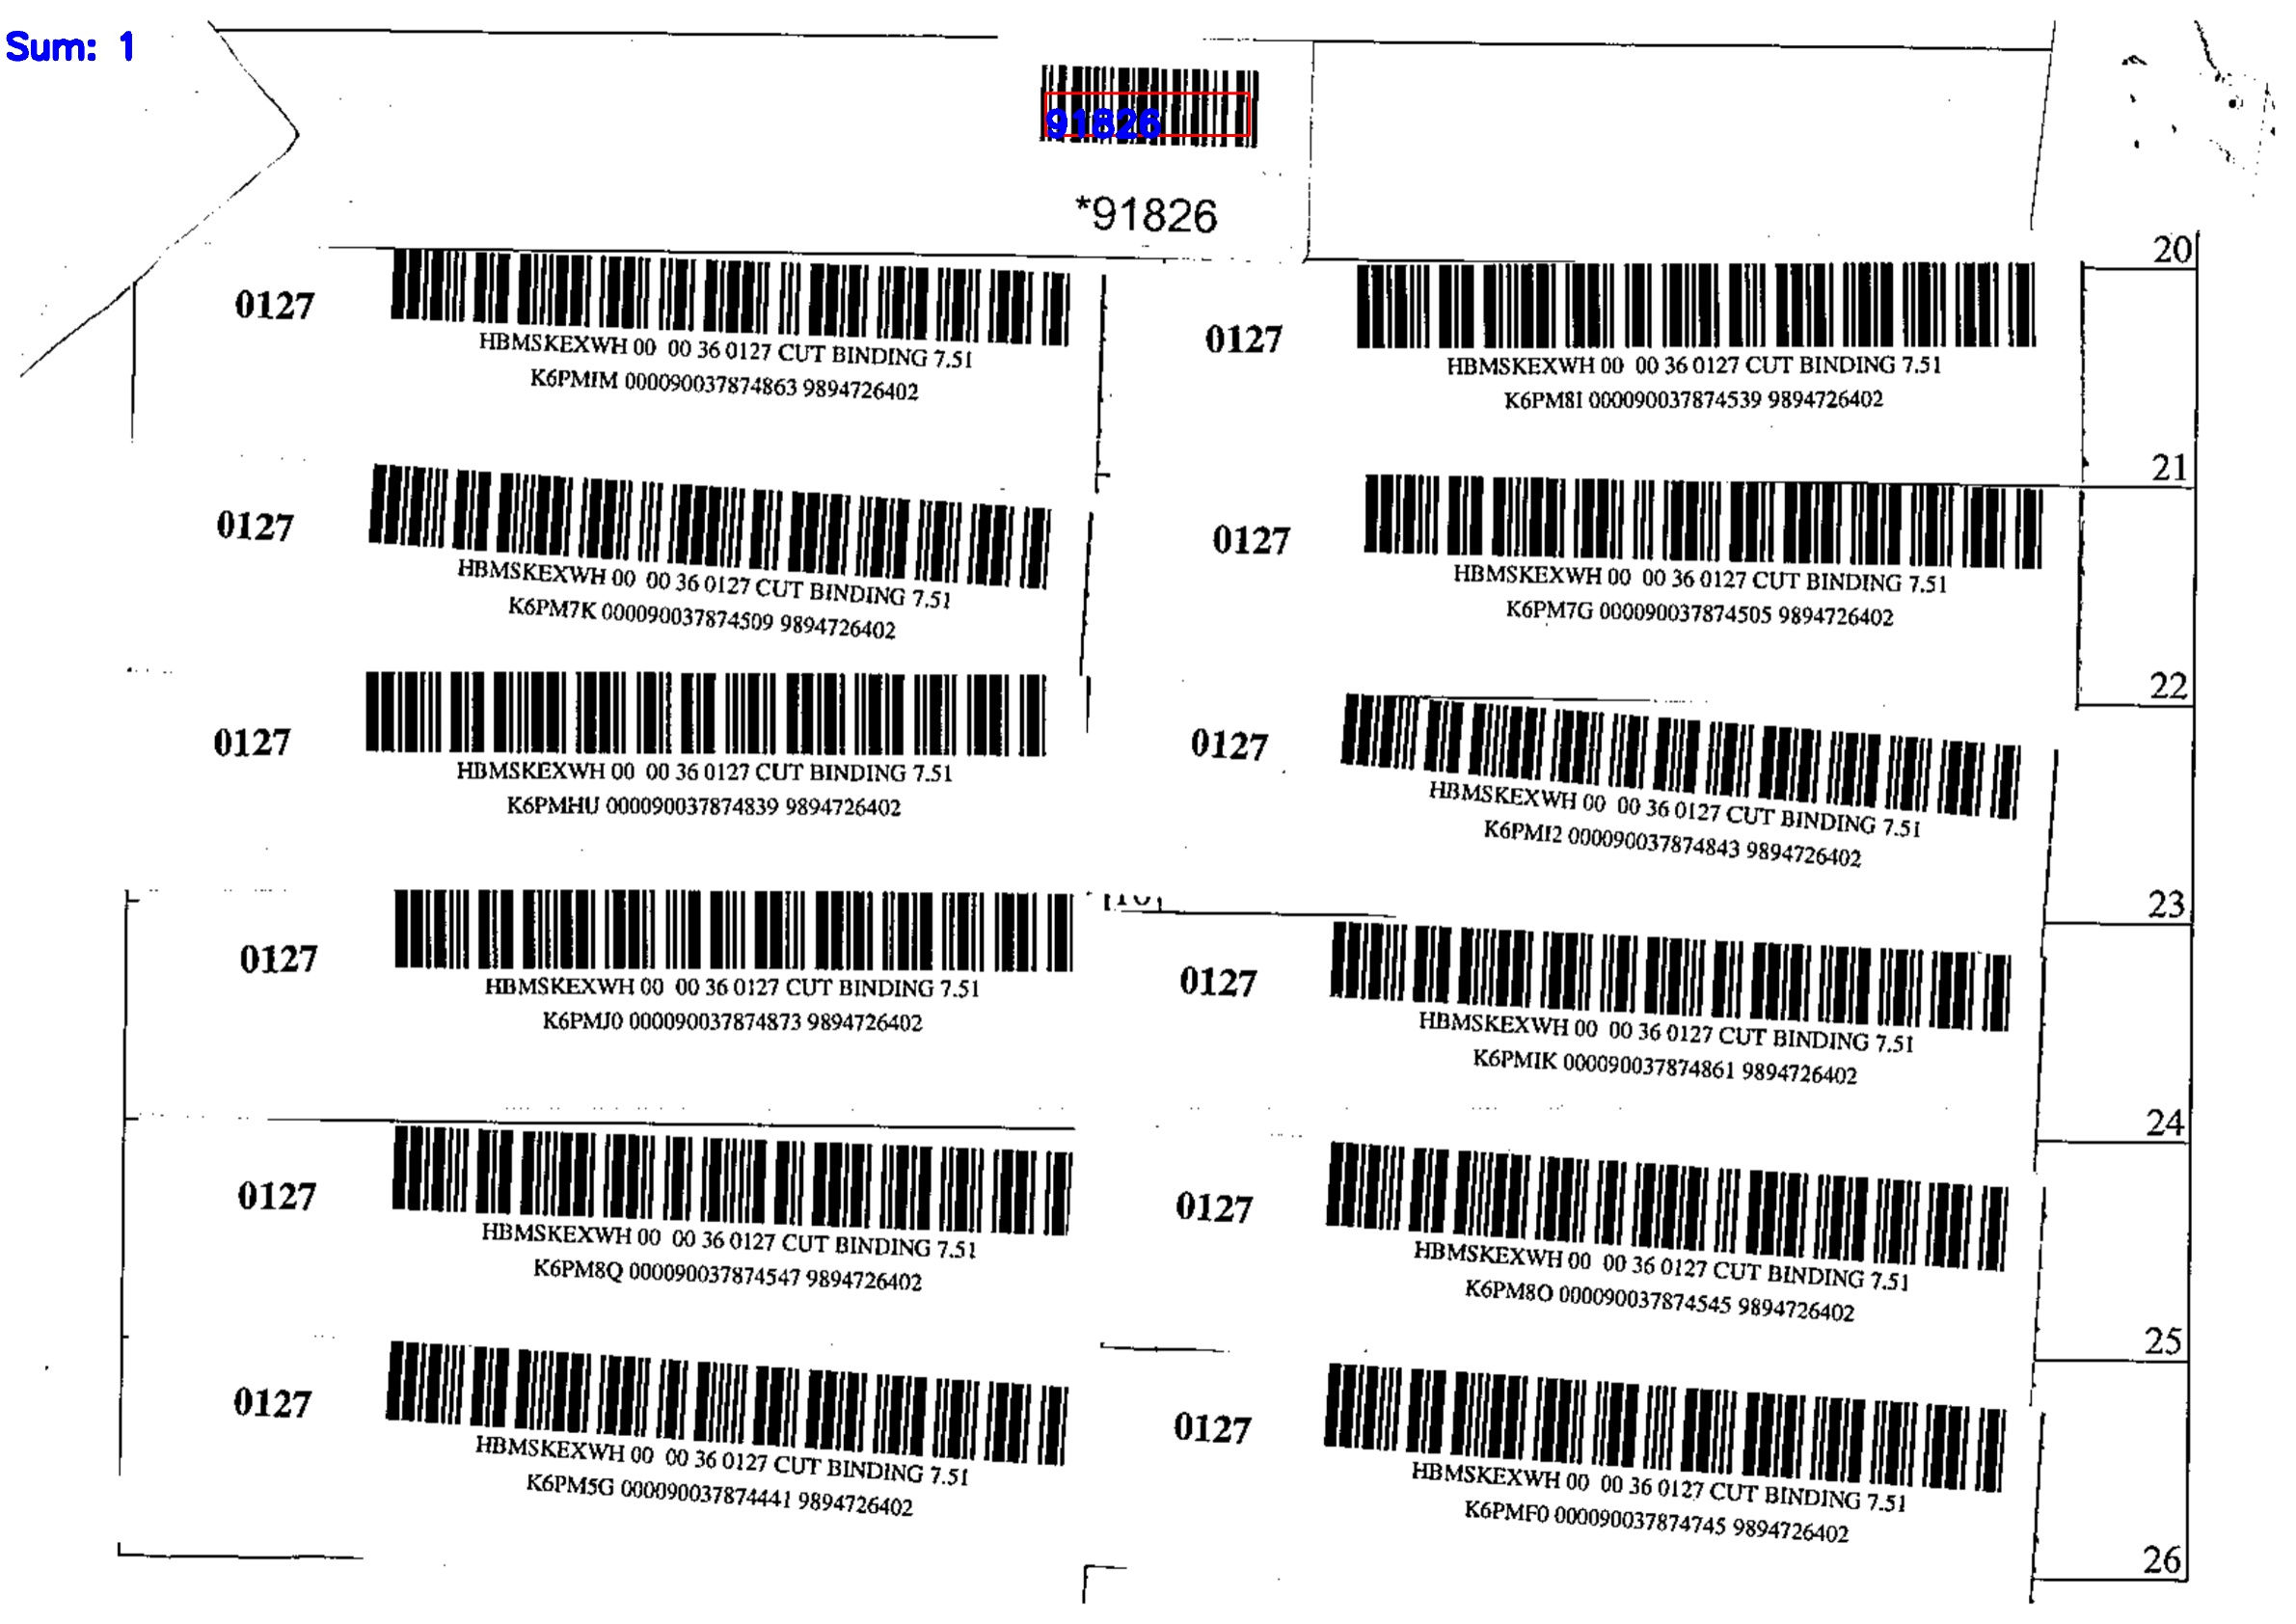 Sum: 1
91826
*91826
20
0127
HBMSKEXWH 00 00 36 0127 CUT BINDING 7.51
K6PMIM 000090037874863 9894726402
0127
HBMSKEXWH 00 00 36 0127 CUT BINDING 7.51
K6PM8I 000090037874539 9894726402
21
0127
HBMSKEXWH 00 00 36 0127 CUT BINDING 7.51
K6PM7K 000090037874509 9894726402
0127
HBMSKEXWH 00 00 36 0127 CUT BINDING 7.51
K6PM7G 000090037874505 9894726402
22
0127
HBMSKEXWH 00 00 36 0127 CUT BINDING 7.51
K6PMHU 000090037874839 9894726402
0127
HBMSKEXWH 00 00 36 0127 CUT BINDING 7.51
K6PMI2 000090037874843 9894726402
23
0127
HBMSKEXWH 00 00 36 0127 CUT BINDING 7.51
K6PMJ0 000090037874873 9894726402
0127
HBMSKEXWH 00 00 36 0127 CUT BINDING 7.51
K6PMIK 000090037874861 9894726402
24
0127
HBMSKEXWH 00 00 36 0127 CUT BINDING 7.51
K6PM8Q 000090037874547 9894726402
0127
HBMSKEXWH 00 00 36 0127 CUT BINDING 7.51
K6PM8O 000090037874545 9894726402
25
0127
HBMSKEXWH 00 00 36 0127 CUT BINDING 7.51
K6PM5G 000090037874441 9894726402
0127
HBMSKEXWH 00 00 36 0127 CUT BINDING 7.51
K6PMF0 000090037874745 9894726402
26